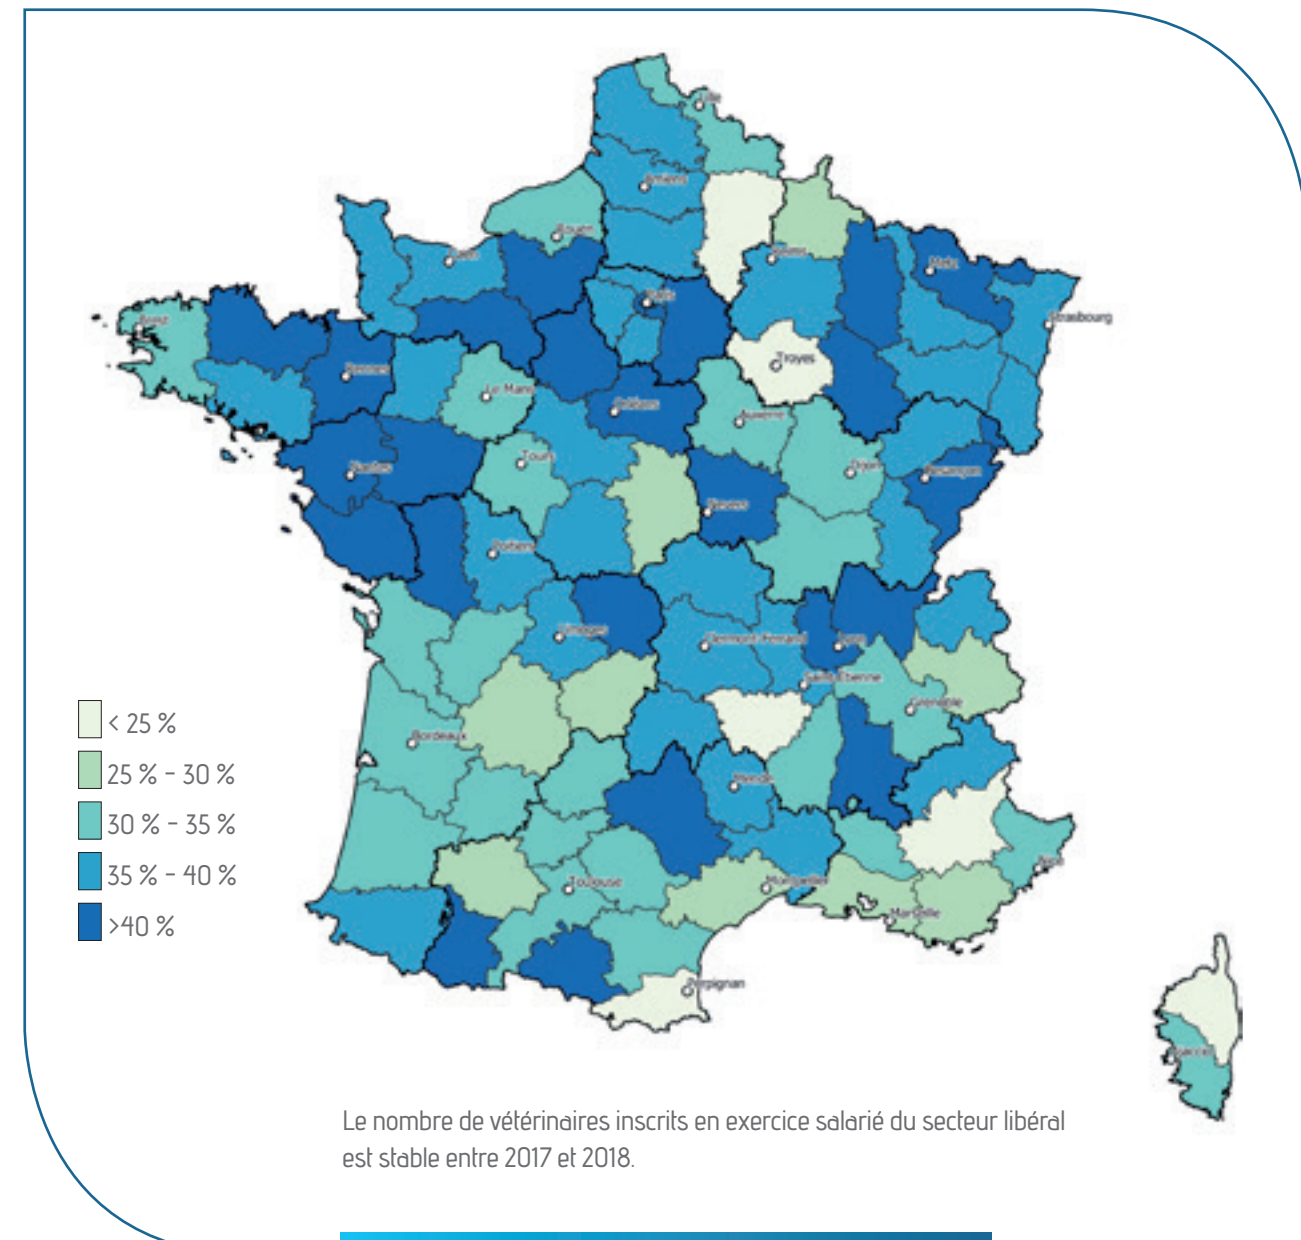 Lille
Amiens
Rouen
Reims
Caen
Metz
Paris
Strasbourg
Brest
Troyes
Rennes
Le Mans
Orléans
Auxerre
Tours
Dijon
Nantes
Besançon
Nevers
Poitiers
Limoges
Clermont-Ferrand
Lyon
Saint-Etienne
Grenoble
< 25 %
Bordeaux
25 % - 30 %
Mende
30 % - 35 %
Nice
35 % - 40 %
Toulouse
Montpellier
Marseille
>40 %
Perpignan
Ajaccio
Le nombre de vétérinaires inscrits en exercice salarié du secteur libéral
est stable entre 2017 et 2018.